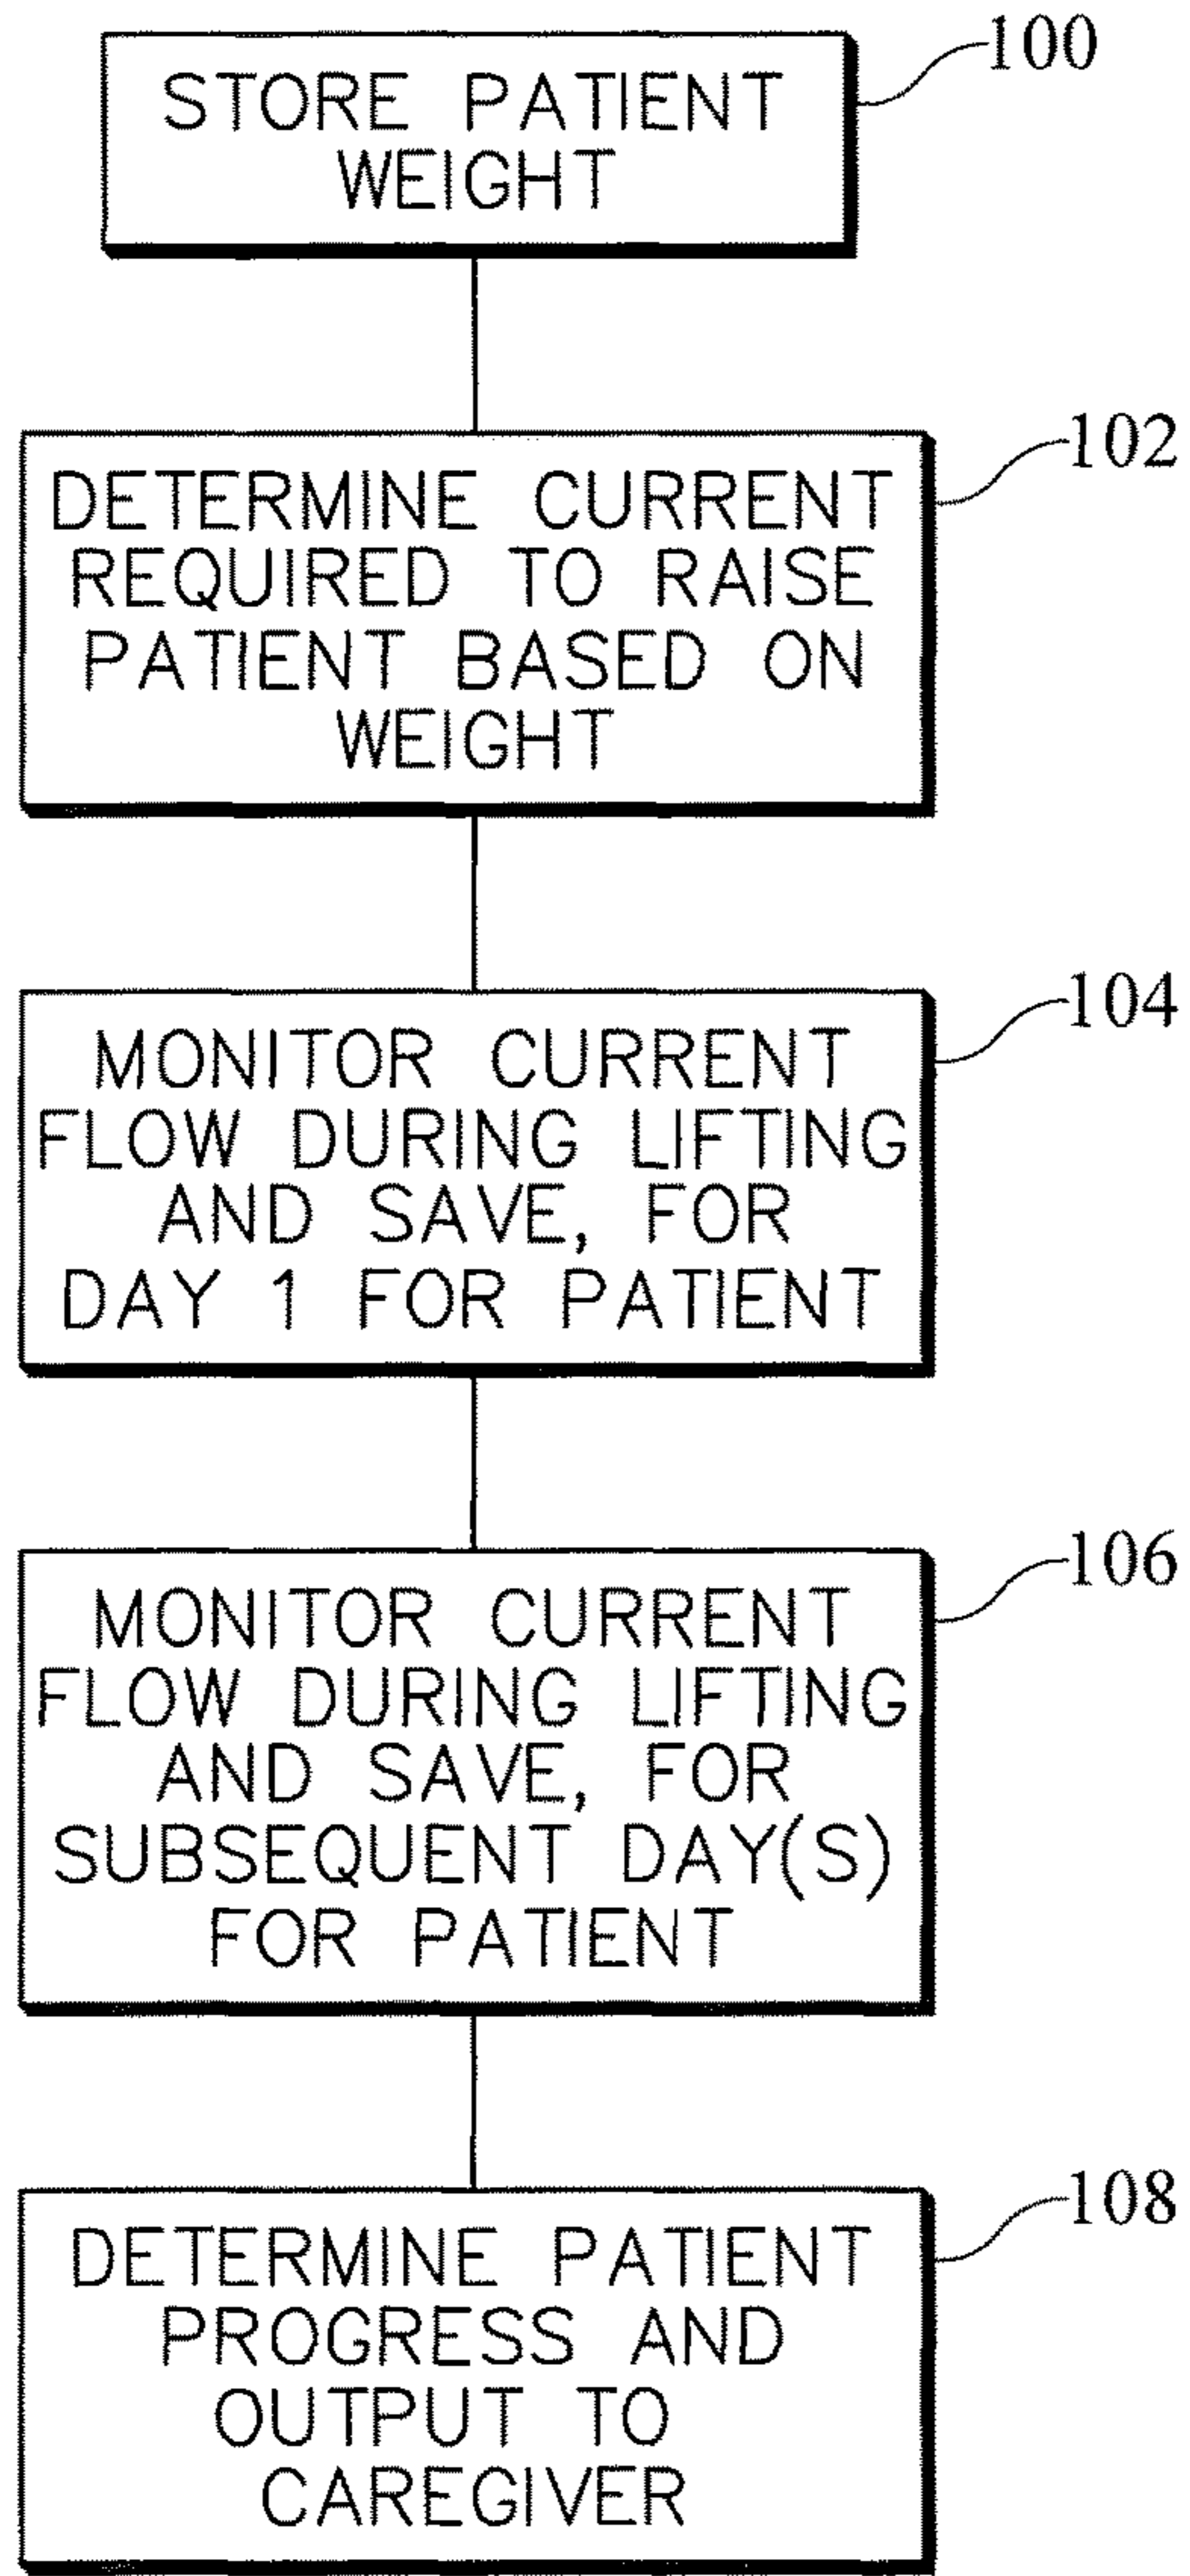 100
STORE PATIENT
WEIGHT
102
DETERMINE CURRENT
REQUIRED TO RAISE
PATIENT BASED ON
WEIGHT
104
MONITOR CURRENT
FLOW DURING LIFTING
AND SAVE, FOR
DAY 1 FOR PATIENT
106
MONITOR CURRENT
FLOW DURING LIFTING
AND SAVE, FOR
SUBSEQUENT DAY(S)
FOR PATIENT
108
DETERMINE PATIENT
PROGRESS AND
OUTPUT TO
CAREGIVER